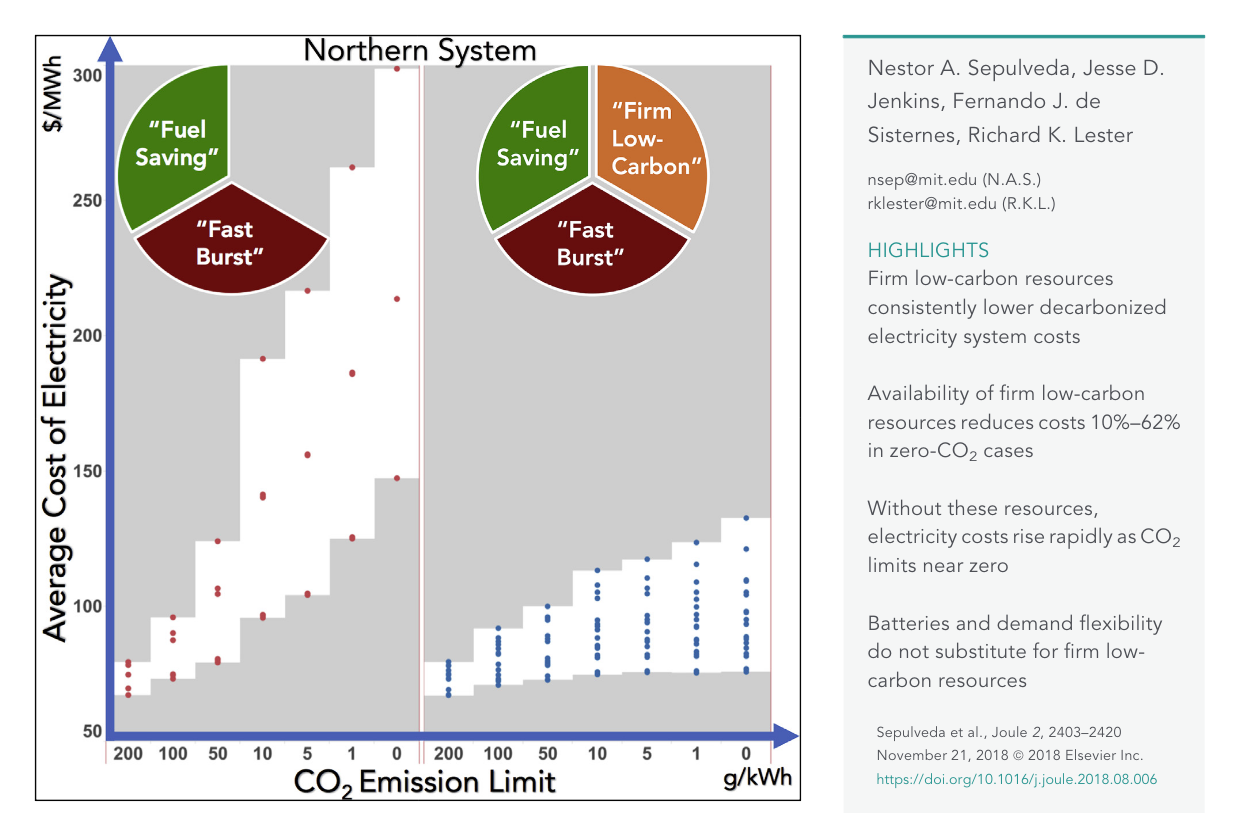 Northern System
$/MWh
Average Cost of Electricity
300
250
200
150
100
50
"Fuel
Saving"
"Fast
Burst"
"Fuel
Saving"
"Firm
Low-
Carbon"
"Fast
Burst"
200 100 50 10 5 1 0 200 100 50 10 5 1 0
CO₂ Emission Limit
g/kWh
Nestor A. Sepulveda, Jesse D.
Jenkins, Fernando J. de
Sisternes, Richard K. Lester
nsep@mit.edu (N.A.S.)
rklester@mit.edu (R.K.L.)
HIGHLIGHTS
Firm low-carbon resources
consistently lower decarbonized
electricity system costs
Availability of firm low-carbon
resources reduces costs 10%–62%
in zero-CO₂ cases
Without these resources,
electricity costs rise rapidly as CO₂
limits near zero
Batteries and demand flexibility
do not substitute for firm low-
carbon resources
Sepulveda et al., Joule 2, 2403–2420
November 21, 2018 © 2018 Elsevier Inc.
https://doi.org/10.1016/j.joule.2018.08.006